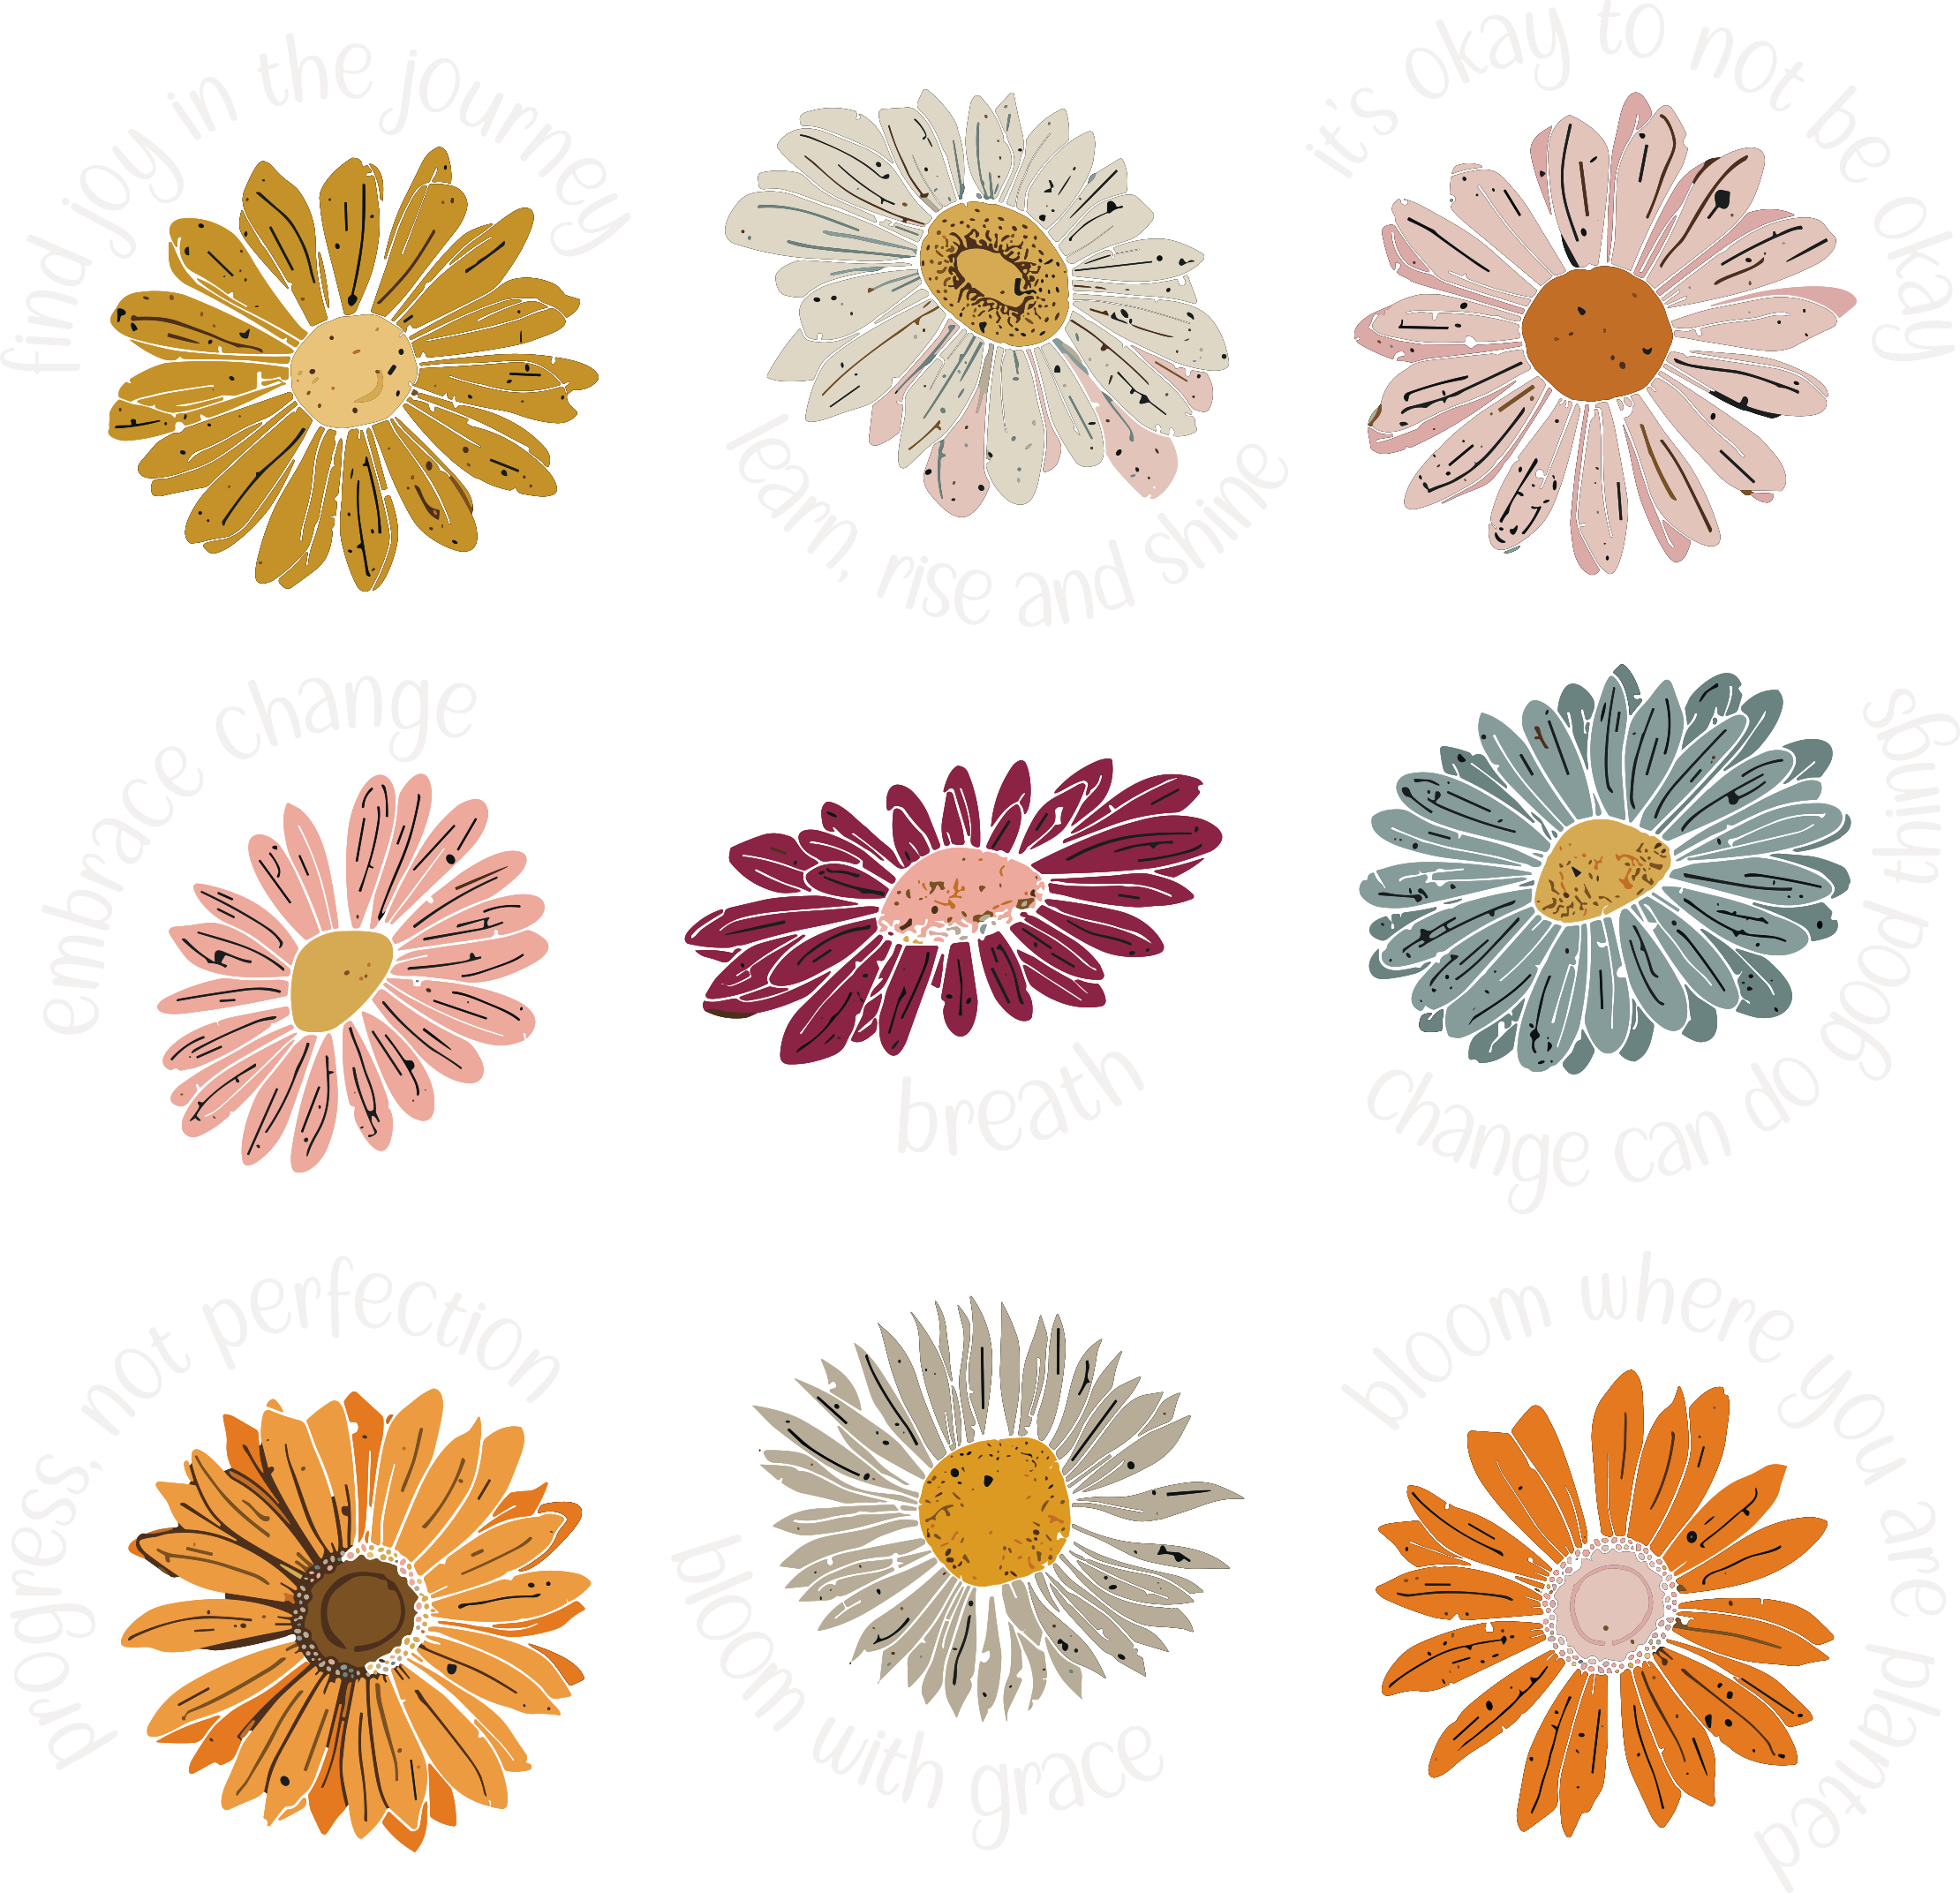 find joy in the journey
learn, rise and shine
it's okay to not be okay
embrace change
breath
change can do good things
progress, not perfection
bloom with grace
bloom where you are planted